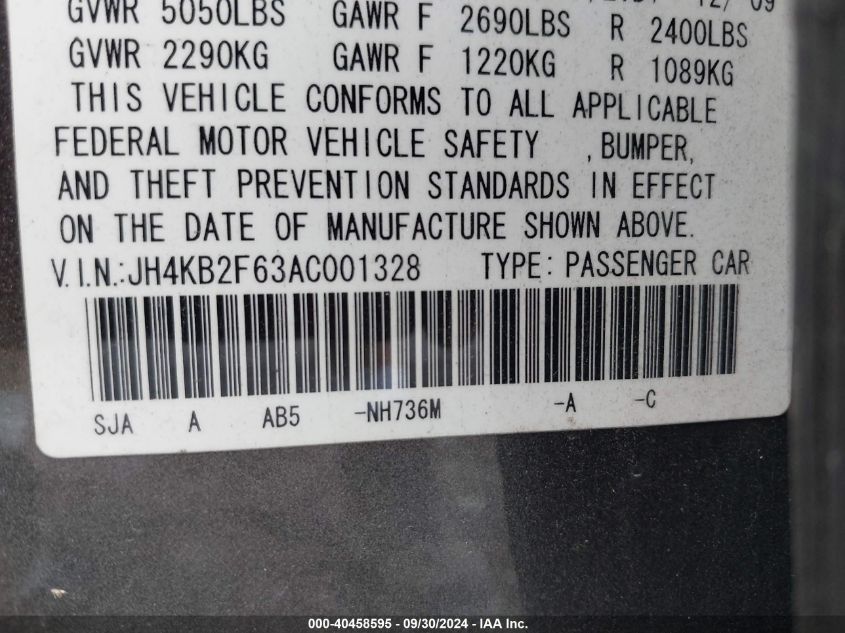 12/ 09
GVWR 5050LBS GAWR F 2690LBS R 2400LBS
GVWR 2290KG GAWR F 1220KG R 1089KG
THIS VEHICLE CONFORMS TO ALL APPLICABLE
FEDERAL MOTOR VEHICLE SAFETY , BUMPER,
AND THEFT PREVENTION STANDARDS IN EFFECT
ON THE DATE OF MANUFACTURE SHOWN ABOVE.
V.I.N.:JH4KB2F63AC001328 TYPE: PASSENGER CAR
SJA A AB5 -NH736M -A -C
000-40458595 - 09/30/2024 - IAA Inc.